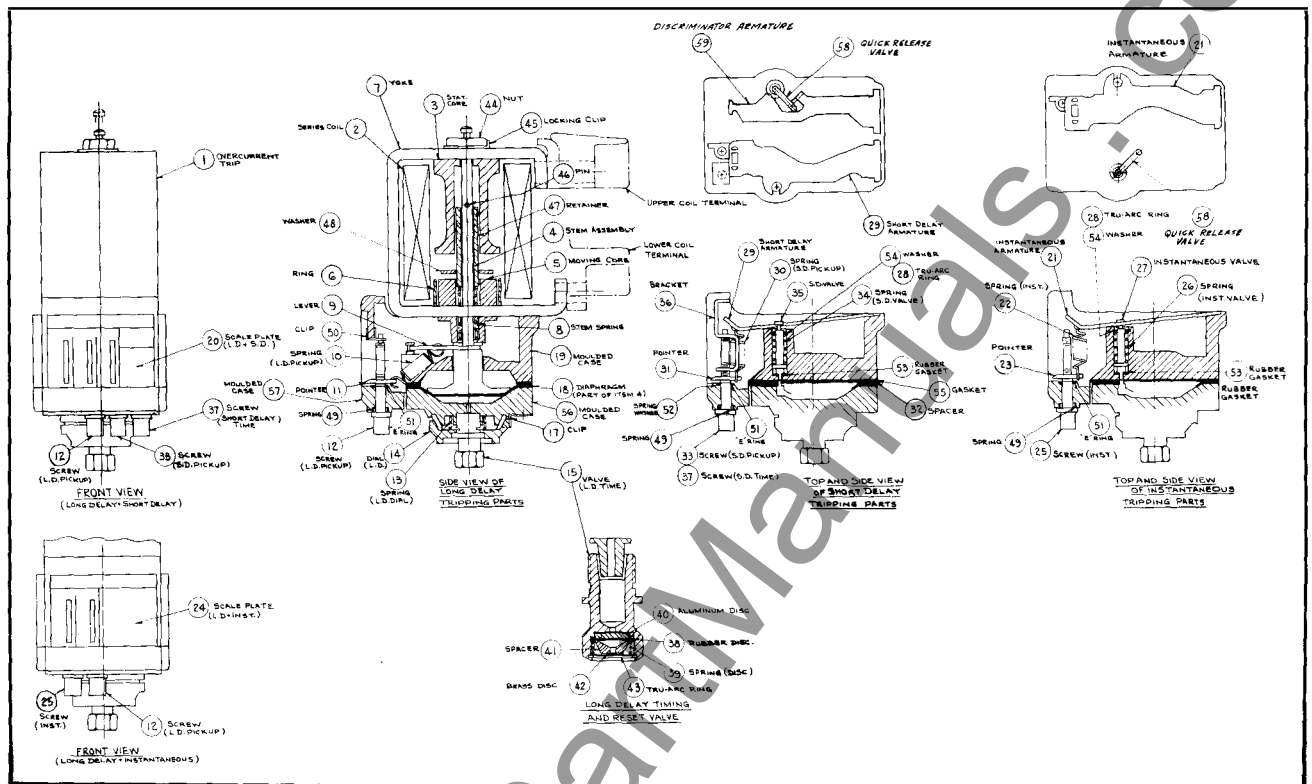 DISCRIMINATOR ARMATURE
59
58 QUICK RELEASE
VALVE
INSTANTANEOUS 21
ARMATURE
7 YOKE
3 STAT.
CORE
44 NUT
SERIES COIL 2
45 LOCKING CLIP
1 OVERCURRENT
TRIP
46 PIN
47 RETAINER
UPPER COIL TERMINAL
WASHER 48
4 STEM ASSEMBLY
LOWER COIL
TERMINAL
5 MOVING CORE
RING 6
LEVER 9
CLIP 50
8 STEM SPRING
20 SCALE PLATE
(L.D + S.D.)
SPRING 10
(L.D.PICKUP)
19 MOULDED
CASE
MOULDED 57
CASE
POINTER 11
18 DIAPHRAGM
(PART OF ITEM 4)
56 MOULDED
CASE
SPRING 49
17 CLIP
37 SCREW
(SHORT DELAY)
TIME
12
SCREW
(L.D.PICKUP)
38 SCREW
(S.D.PICKUP)
FRONT VIEW
(LONG DELAY+SHORT DELAY)
12
SCREW
(L.D.PICKUP)
51
'E' RING
DIAL 14
(L.D.)
13
SPRING
(L.D.DIAL)
SIDE VIEW OF
LONG DELAY
TRIPPING PARTS
15 VALVE
(L.D.TIME)
29 SHORT DELAY
ARMATURE
29 SHORT DELAY
ARMATURE
30 SPRING
(S.D.PICKUP)
54 WASHER
28 TRU-ARC
RING
35 S.D.VALVE
34 SPRING
(S.D.VALVE)
BRACKET
36
POINTER
31
53 RUBBER
GASKET
55 GASKET
SPRING 52
WASHER
32 SPACER
SPRING 49
51
'E' RING
33 SCREW (S.D.PICKUP)
37 SCREW (S.D.TIME)
TOP AND SIDE VIEW
OF SHORT DELAY
TRIPPING PARTS
28 TRU-ARC RING
54 WASHER
58
QUICK RELEASE
VALVE
INSTANTANEOUS
ARMATURE
21
27 INSTANTANEOUS VALVE
SPRING (INST.)
22
26 SPRING
(INST.VALVE)
POINTER
23
53 RUBBER
GASKET
RUBBER
GASKET
SPRING 49
51
'E' RING
25 SCREW (INST.)
TOP AND SIDE VIEW
OF INSTANTANEOUS
TRIPPING PARTS
24 SCALE PLATE
(L.D+INST.)
25
SCREW
(INST.)
12 SCREW
(L.D.PICKUP)
FRONT VIEW
(LONG DELAY+INSTANTANEOUS)
40 ALUMINUM DISC
38 RUBBER DISC.
SPACER 41
39 SPRING (DISC)
BRASS DISC 42
43 TRU-ARC RING
LONG DELAY TIMING
AND RESET VALVE